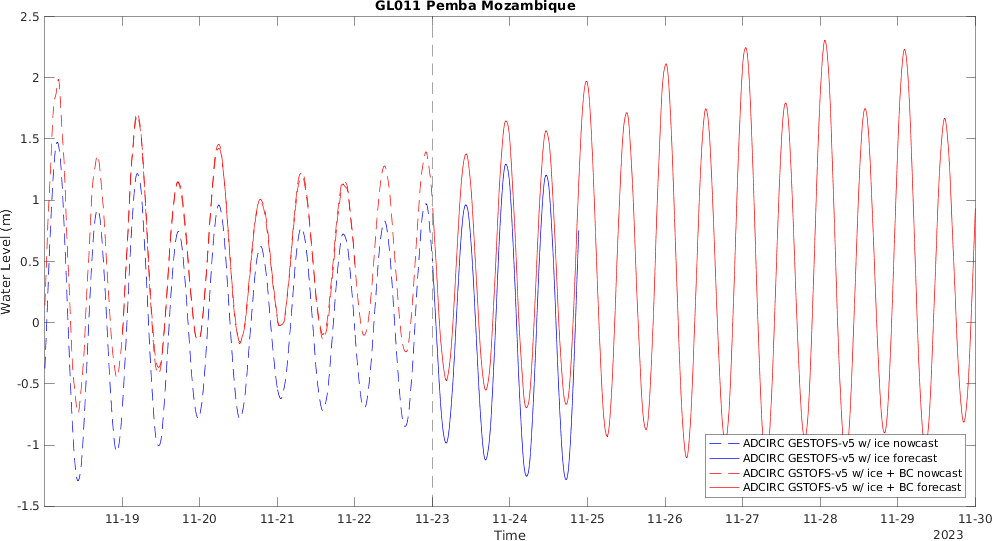 GL011 Pemba Mozambique
Water Level (m)
2.5
2
1.5
1
0.5
0
-0.5
-1
-1.5
ADCIRC GESTOFS-v5 w/ ice nowcast
ADCIRC GESTOFS-v5 w/ ice forecast
ADCIRC GSTOFS-v5 w/ ice + BC nowcast
ADCIRC GSTOFS-v5 w/ ice + BC forecast
11-19 11-20 11-21 11-22 11-23 11-24 11-25 11-26 11-27 11-28 11-29 11-30
Time
2023